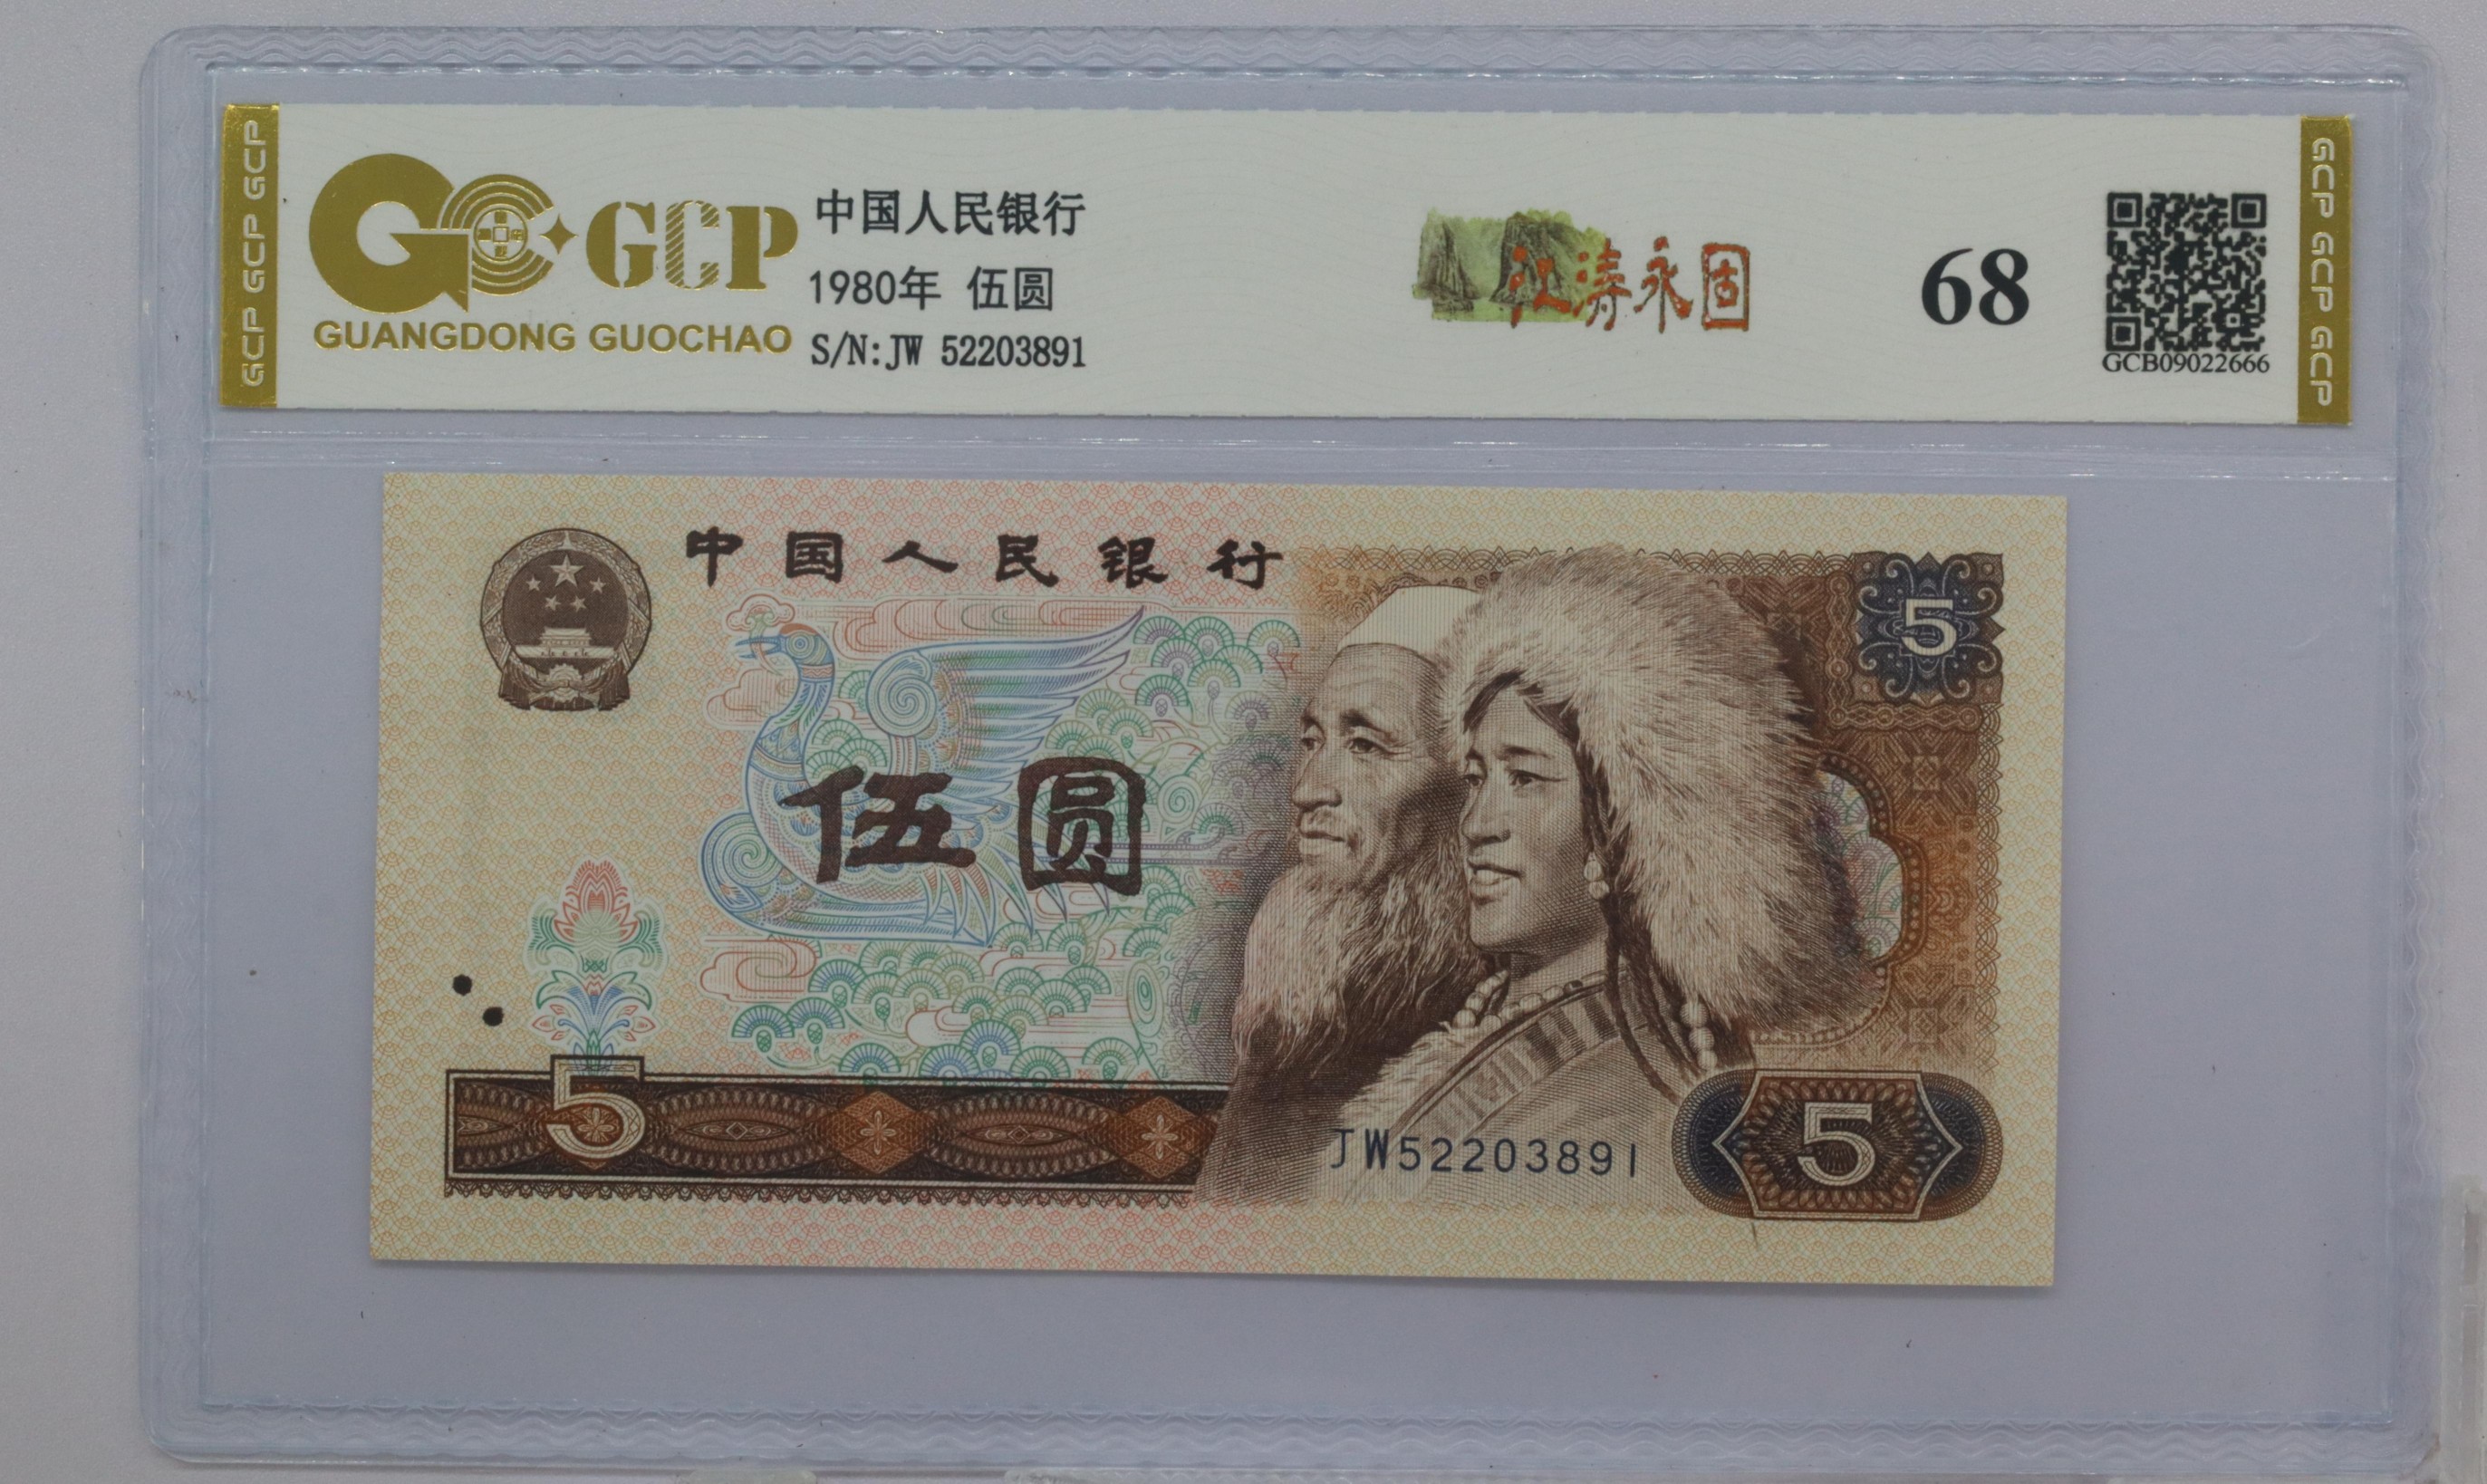 GCP GCP GCP
GCP
GUANGDONG GUOCHAO
中国人民银行
1980年 伍圆
S/N:JW 52203891
江涛永固
68
GCB09022666
GCP GCP GCP
中国人民银行
5
伍圆
5
JW52203891
5